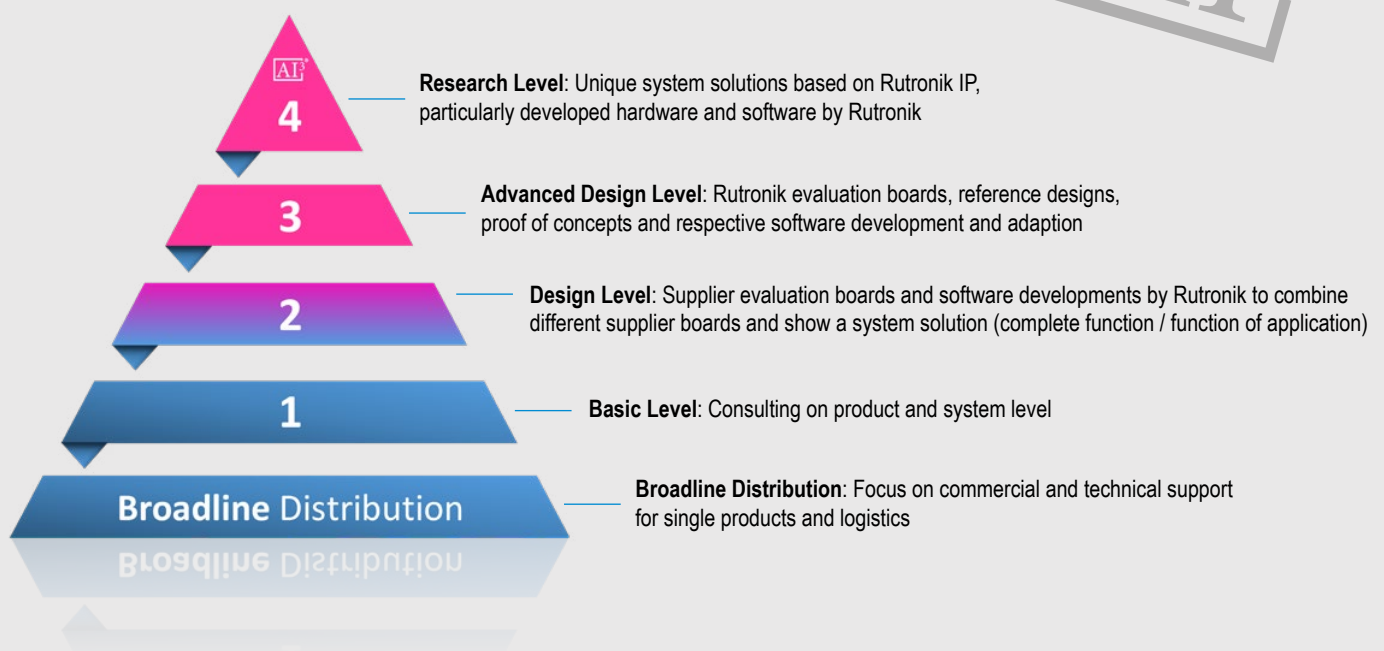 AI³*
4
Research Level: Unique system solutions based on Rutronik IP,
particularly developed hardware and software by Rutronik
3
Advanced Design Level: Rutronik evaluation boards, reference designs,
proof of concepts and respective software development and adaption
2
Design Level: Supplier evaluation boards and software developments by Rutronik to combine
different supplier boards and show a system solution (complete function / function of application)
1
Basic Level: Consulting on product and system level
Broadline Distribution
Broadline Distribution: Focus on commercial and technical support
for single products and logistics